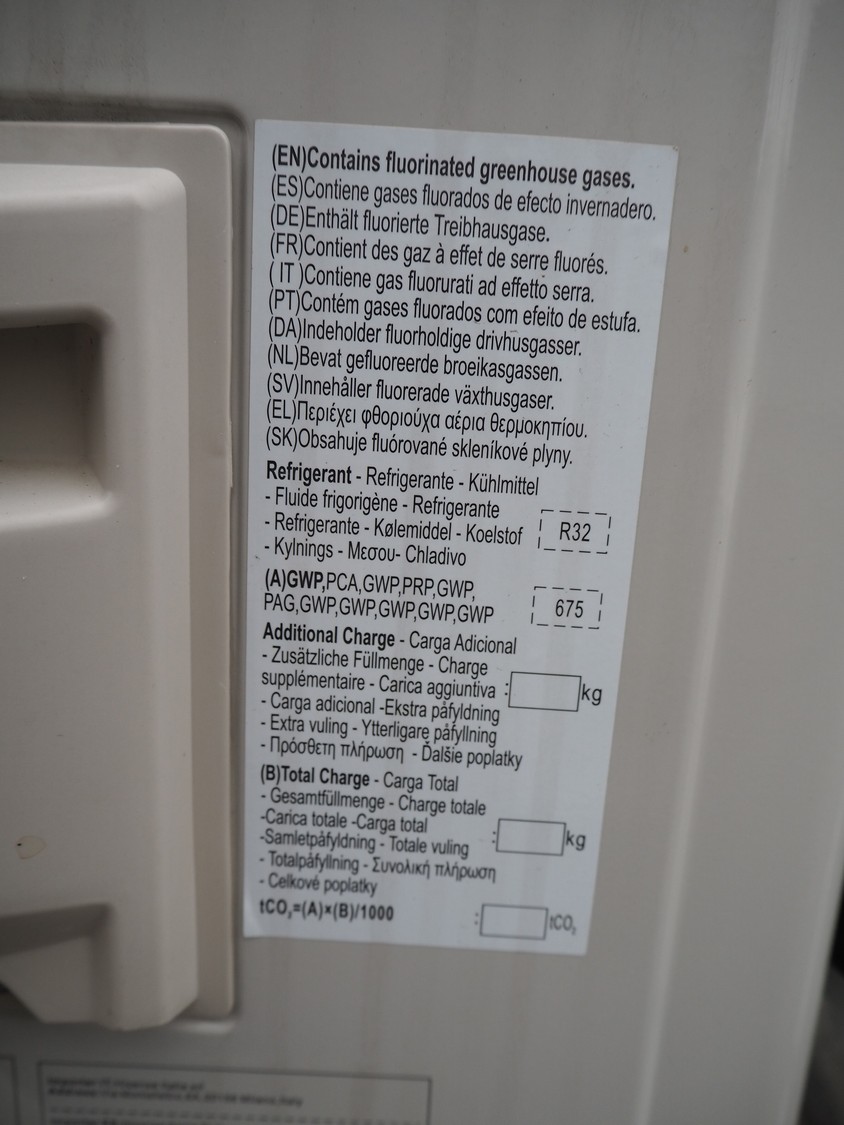 (EN)Contains fluorinated greenhouse gases.
(ES)Contiene gases fluorados de efecto invernadero.
(DE)Enthält fluorierte Treibhausgase.
(FR)Contient des gaz à effet de serre fluorés.
( IT )Contiene gas fluorurati ad effetto serra.
(PT)Contém gases fluorados com efeito de estufa.
(DA)Indeholder fluorholdige drivhusgasser.
(NL)Bevat gefluoreerde broeikasgassen.
(SV)Innehåller fluorerade växthusgaser.
(EL)Περιέχει φθοριούχα αέρια θερμοκηπίου.
(SK)Obsahuje fluórované skleníkové plyny.
Refrigerant - Refrigerante - Kühlmittel
- Fluide frigorigène - Refrigerante
- Refrigerante - Kølemiddel - Koelstof
- Kylnings - Μεσου- Chladivo
R32
(A)GWP,PCA,GWP,PRP,GWP,
PAG,GWP,GWP,GWP,GWP,GWP
675
Additional Charge - Carga Adicional
- Zusätzliche Füllmenge - Charge
supplémentaire - Carica aggiuntiva :
kg
- Carga adicional -Ekstra påfyldning
- Extra vuling - Ytterligare påfyllning
- Πρόσθετη πλήρωση - Ďalšie poplatky
(B)Total Charge - Carga Total
- Gesamtfüllmenge - Charge totale
-Carica totale -Carga total
: kg
-Samletpåfyldning - Totale vuling
- Totalpåfyllning - Συνολική πλήρωση
- Celkové poplatky
tCO₂=(A)×(B)/1000 : tCO₂